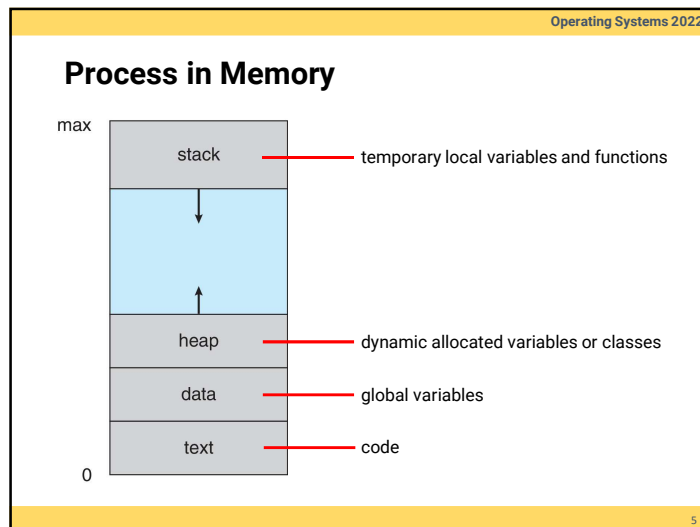 Operating Systems 2022
Process in Memory
max
stack
temporary local variables and functions
heap
dynamic allocated variables or classes
data
global variables
text
code
0
5